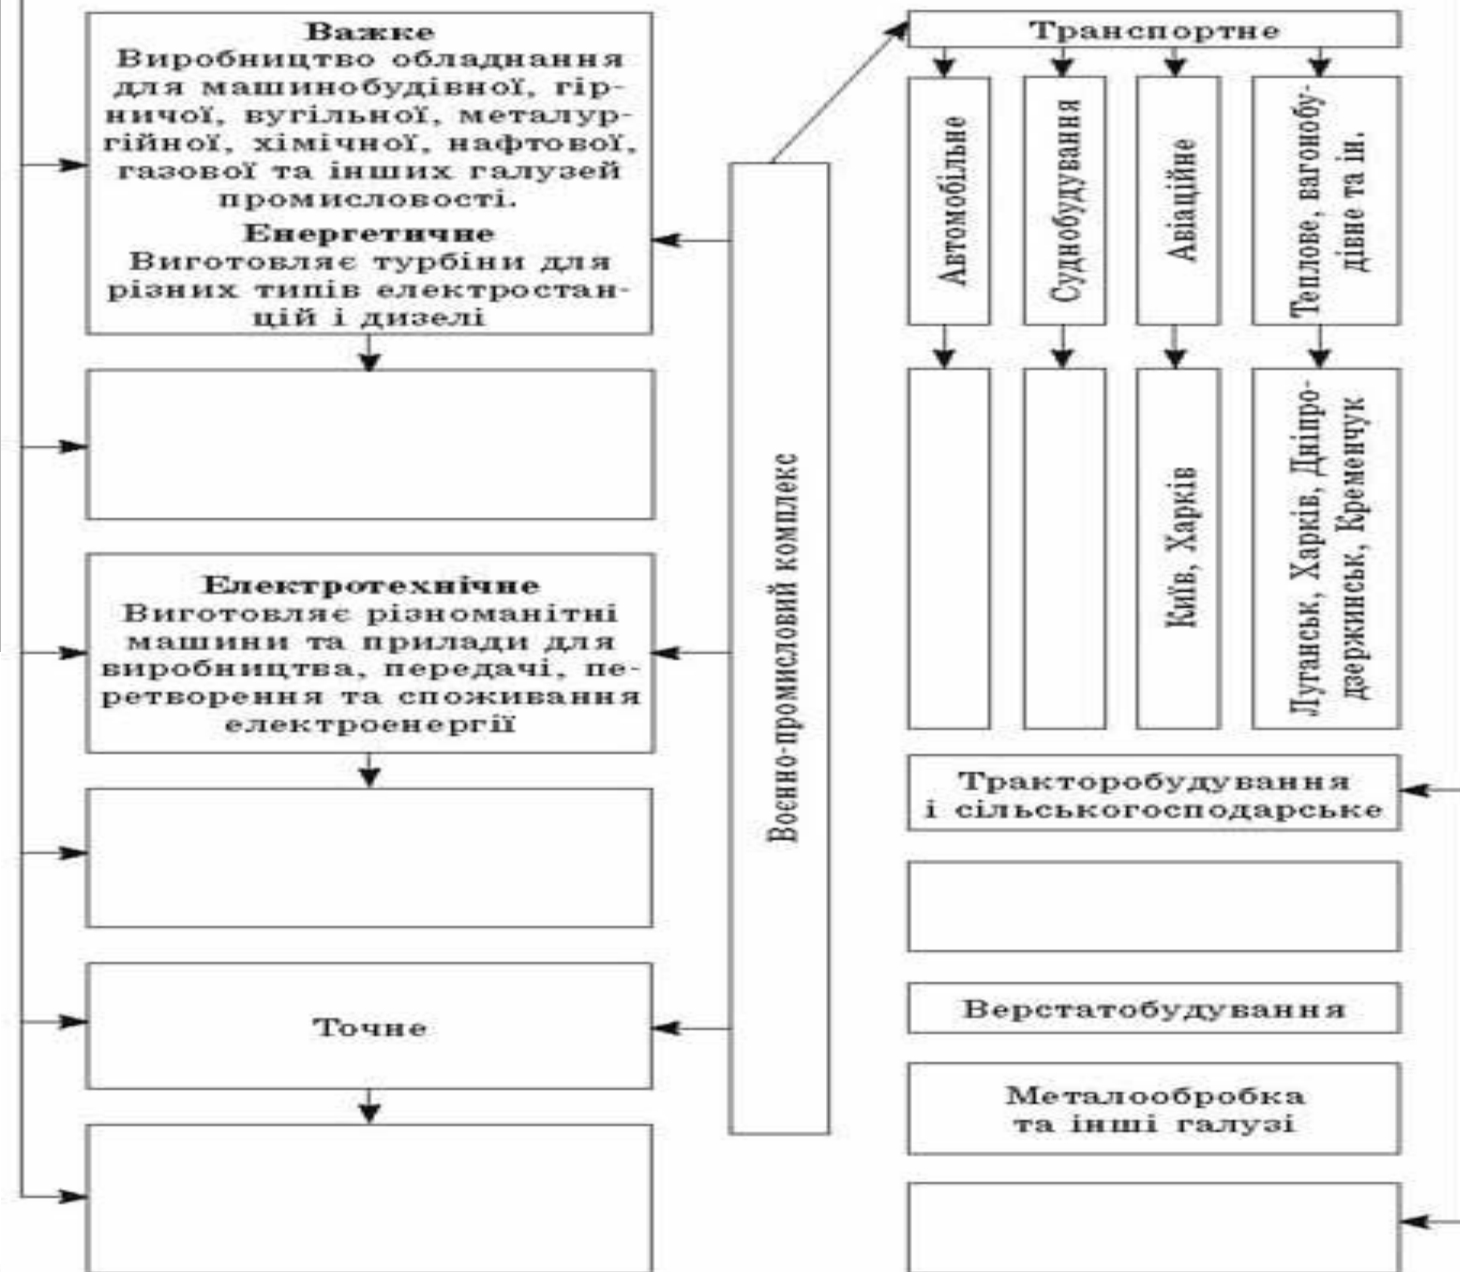 Важке
Виробництво обладнання
для машинобудівної, гір-
ничої, вугільної, металур-
гійної, хімічної, нафтової,
газової та інших галузей
промисловості.
Енергетичне
Виготовляє турбіни для
різних типів електростан-
цій і дизелі
Електротехнічне
Виготовляє різноманітні
машини та прилади для
виробництва, передачі, пе-
ретворення та споживання
електроенергії
Точне
Воєнно-промисловий комплекс
Транспортне
Автомобільне
Суднобудування
Авіаційне
Теплове, вагонобу-
дівне та ін.
Київ, Харків
Луганськ, Харків, Дніпро-
дзержинськ, Кременчук
Тракторобудування
і сільськогосподарське
Верстатобудування
Металообробка
та інші галузі